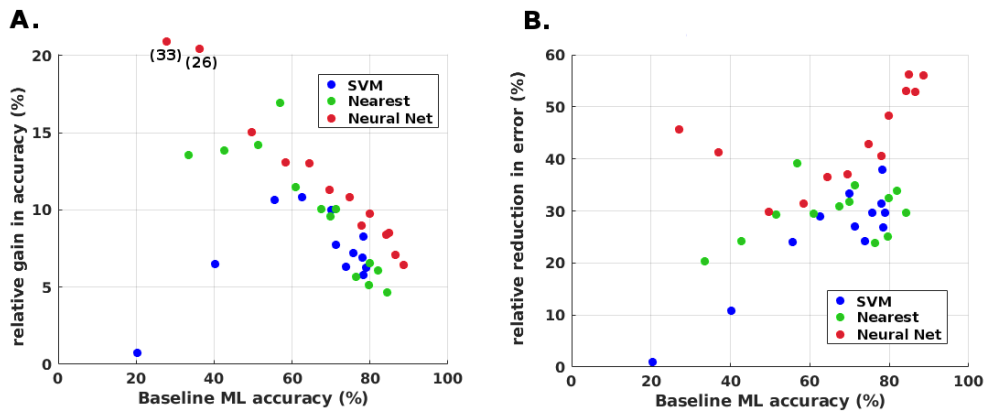 A.
relative gain in accuracy (%)
20
15
10
5
0
(33)
(26)
SVM
Nearest
Neural Net
0 20 40 60 80 100
Baseline ML accuracy (%)
B.
relative reduction in error (%)
60
50
40
30
20
10
0
SVM
Nearest
Neural Net
0 20 40 60 80 100
Baseline ML accuracy (%)